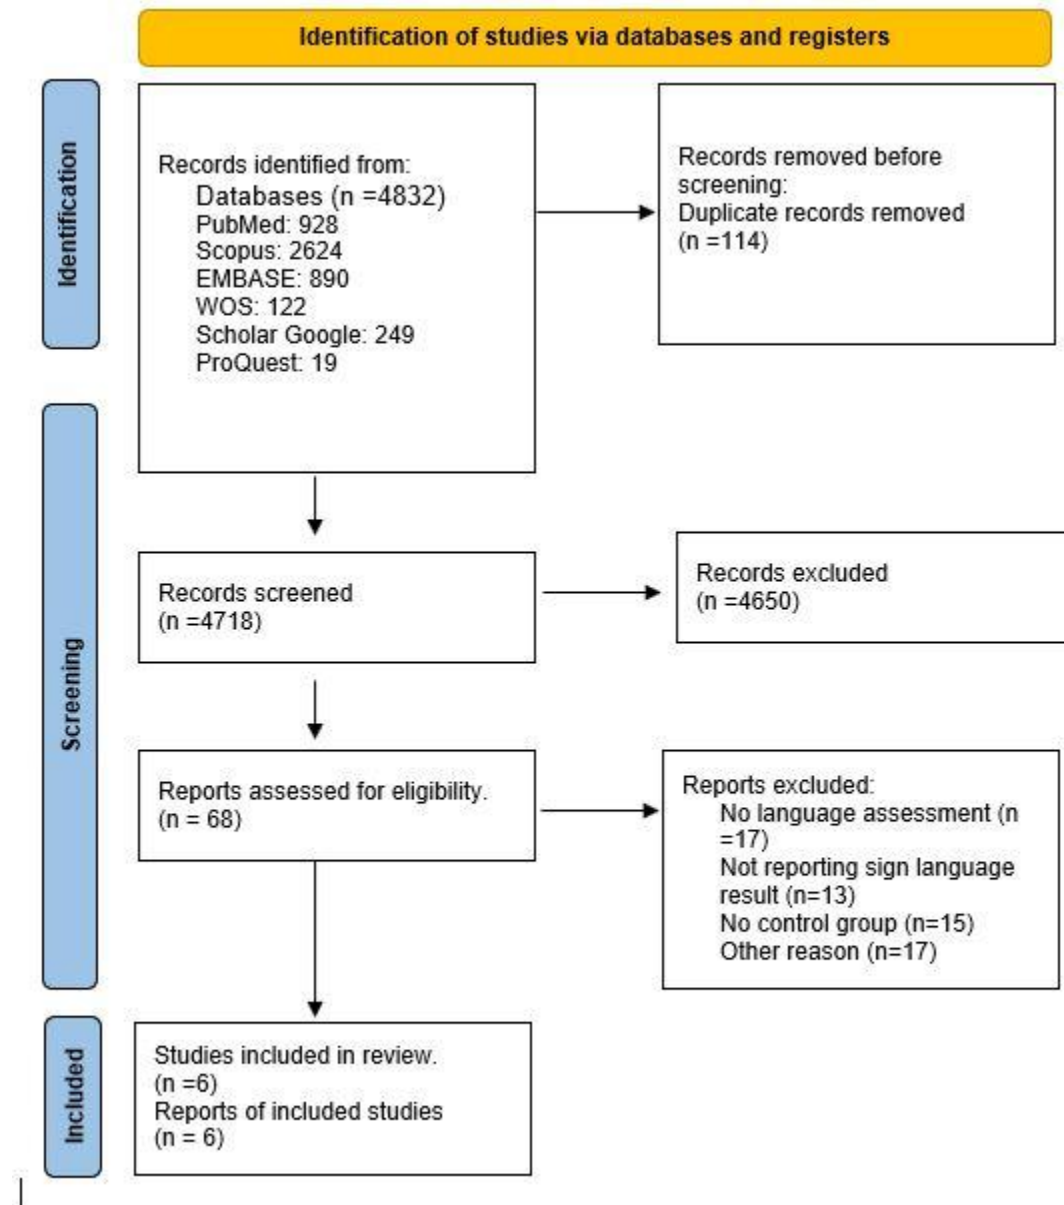 Identification of studies via databases and registers
Identification
Records identified from:
Databases (n =4832)
PubMed: 928
Scopus: 2624
EMBASE: 890
WOS: 122
Scholar Google: 249
ProQuest: 19
Records removed before
screening:
Duplicate records removed
(n =114)
Screening
Records screened
(n =4718)
Records excluded
(n =4650)
Reports assessed for eligibility.
(n = 68)
Reports excluded:
No language assessment (n
=17)
Not reporting sign language
result (n=13)
No control group (n=15)
Other reason (n=17)
Included
Studies included in review.
(n =6)
Reports of included studies
(n = 6)